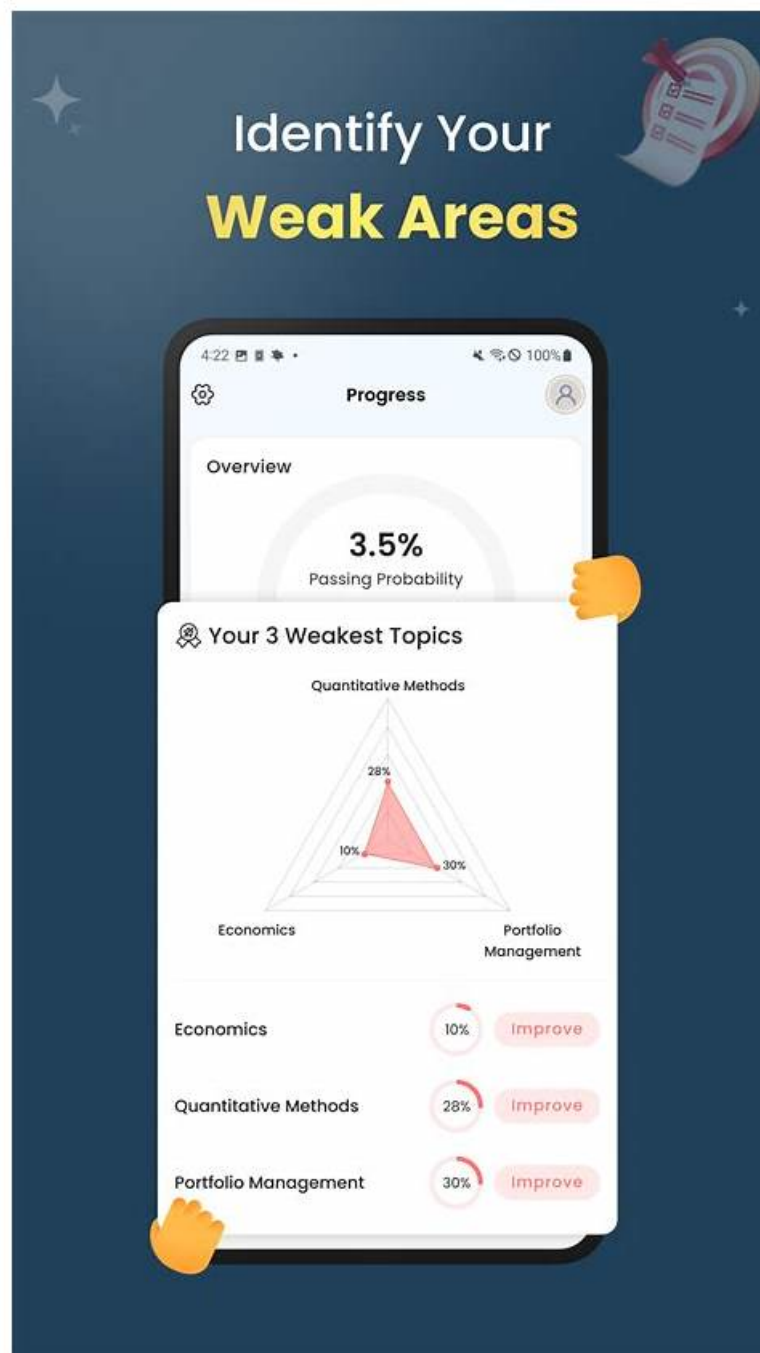 Identify Your
Weak Areas
4:22 100%
Progress
Overview
3.5%
Passing Probability
Your 3 Weakest Topics
Quantitative Methods
28%
10%
30%
Economics
Portfolio
Management
Economics 10% Improve
Quantitative Methods 28% Improve
Portfolio Management 30% Improve